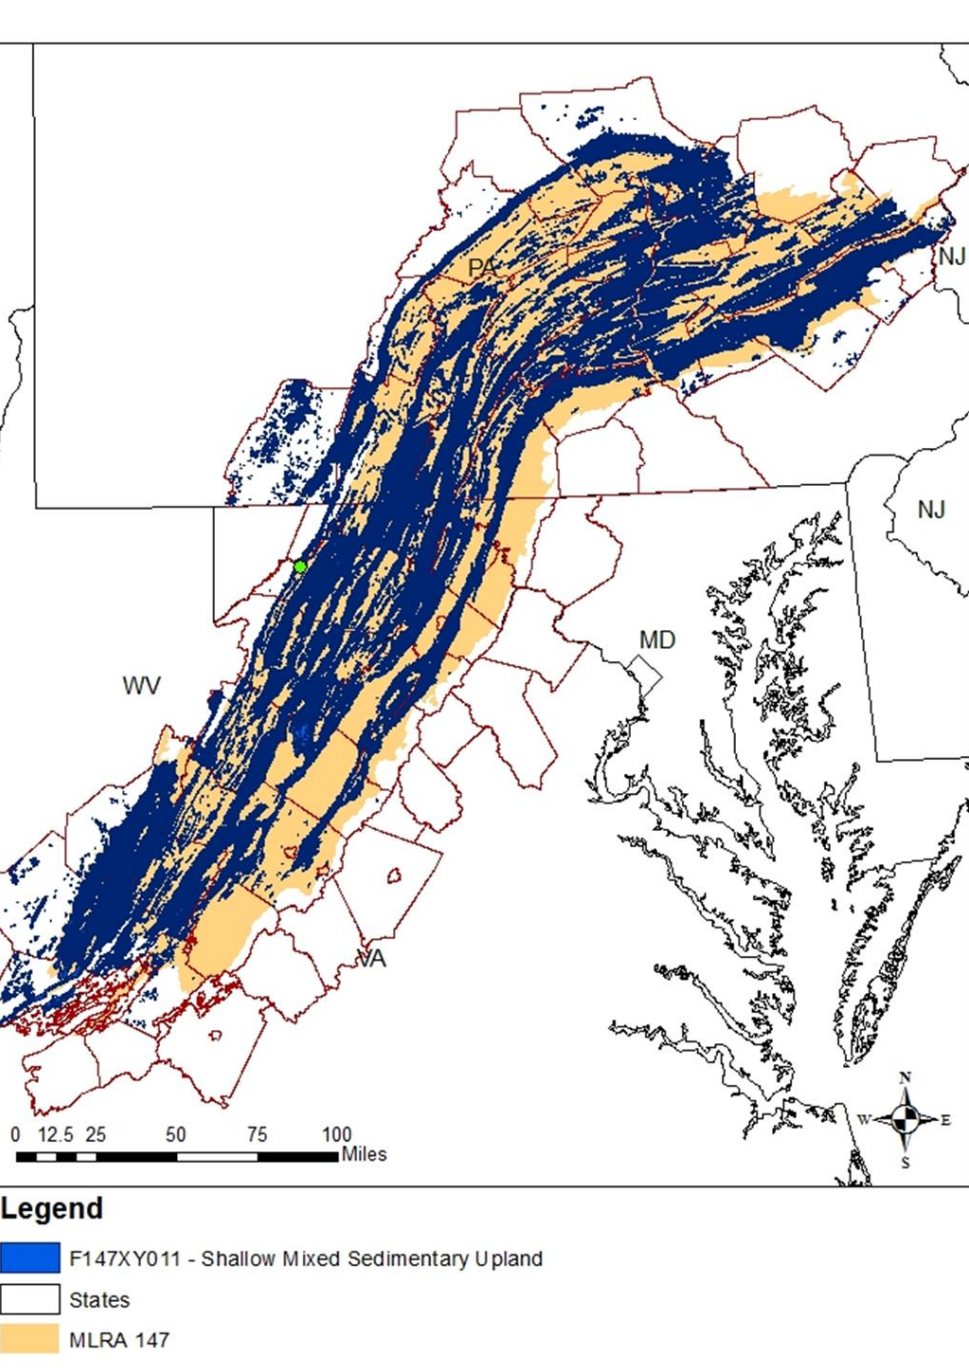 PA
NJ
NJ
MD
WV
VA
N
W E
S
0 12.5 25 50 75 100
Miles
Legend
F147XY011 - Shallow Mixed Sedimentary Upland
States
MLRA 147